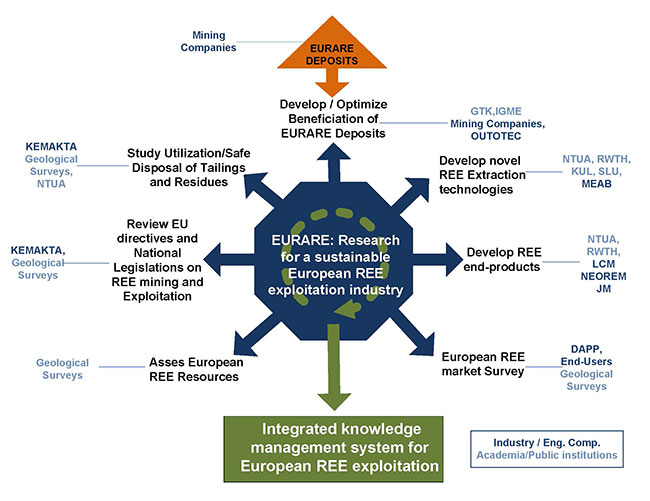 Mining
Companies
EURARE
DEPOSITS
Develop / Optimize
Beneficiation of
EURARE Deposits
GTK,IGME
Mining Companies,
OUTOTEC
KEMAKTA
Geological
Surveys,
NTUA
Study Utilization/Safe
Disposal of Tailings
and Residues
Develop novel
REE Extraction
technologies
NTUA, RWTH,
KUL, SLU,
MEAB
KEMAKTA,
Geological
Surveys
Review EU
directives and
National
Legislations on
REE mining and
Exploitation
EURARE: Research
for a sustainable
European REE
exploitation industry
Develop REE
end-products
NTUA,
RWTH,
LCM
NEOREM
JM
Geological
Surveys
Asses European
REE Resources
European REE
market Survey
DAPP,
End-Users
Geological
Surveys
Integrated knowledge
management system for
European REE exploitation
Industry / Eng. Comp.
Academia/Public institutions